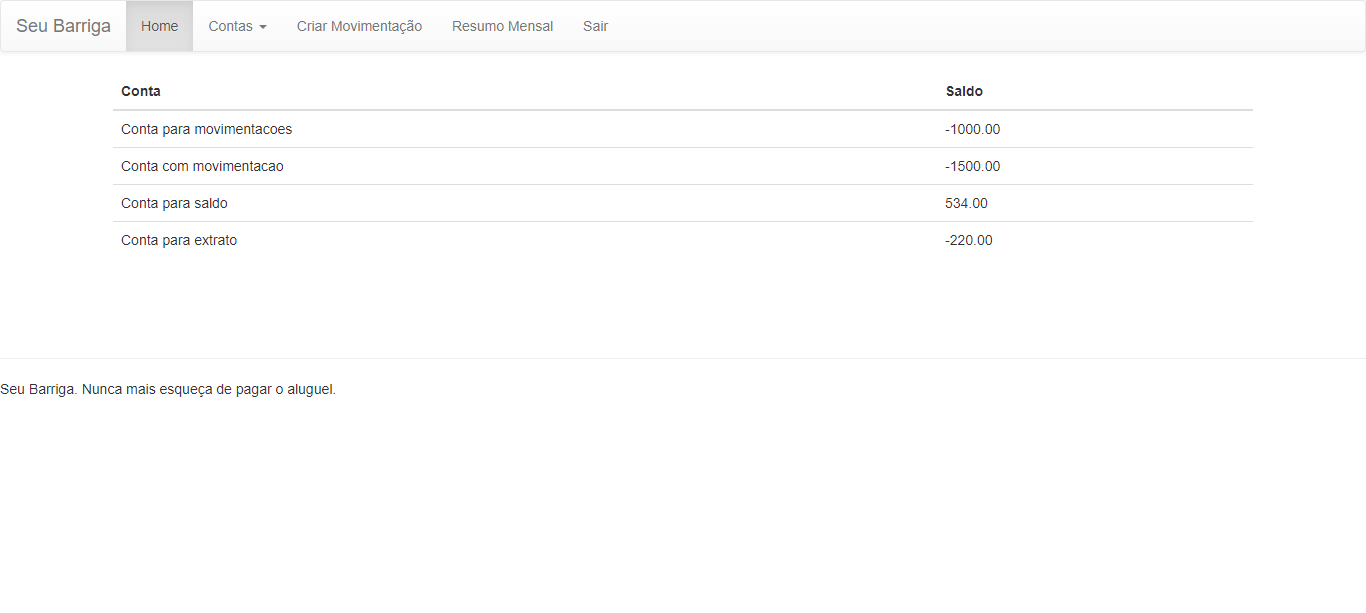 Seu Barriga Home Contas Criar Movimentação Resumo Mensal Sair
Conta Saldo
Conta para movimentacoes -1000.00
Conta com movimentacao -1500.00
Conta para saldo 534.00
Conta para extrato -220.00
Seu Barriga. Nunca mais esqueça de pagar o aluguel.